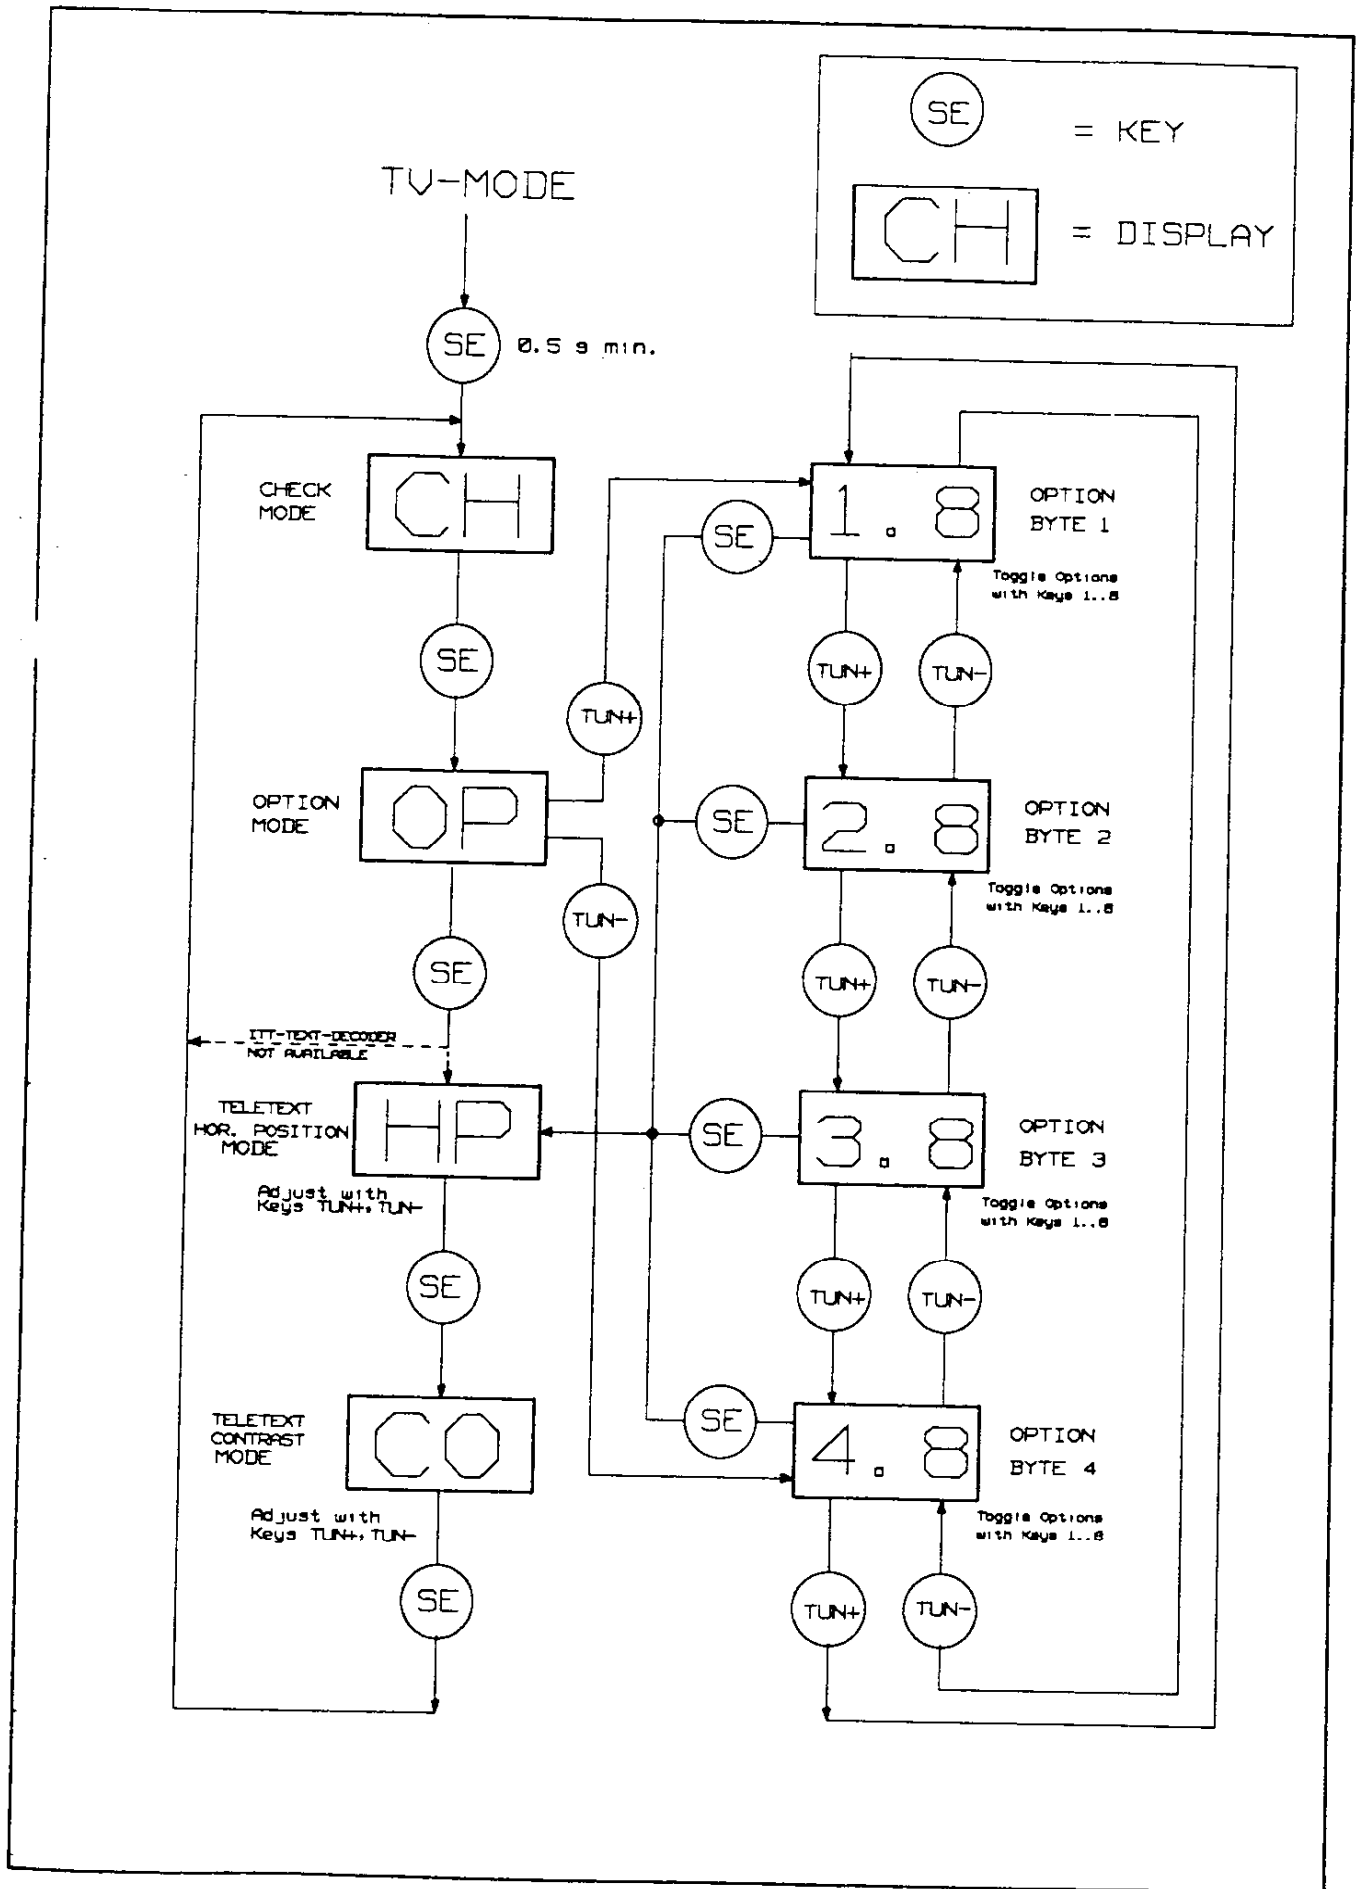 SE
= KEY
CH
= DISPLAY
TV-MODE
SE
0.5 s min.
CHECK
MODE
CH
SE
OPTION
MODE
OP
TUN+
TUN-
SE
ITT-TEXT-DECODER
NOT AVAILABLE
TELETEXT
HOR. POSITION
MODE
HP
Adjust with
Keys TUN+, TUN-
SE
TELETEXT
CONTRAST
MODE
CO
Adjust with
Keys TUN+, TUN-
SE
1. 8
OPTION
BYTE 1
SE
Toggle Options
with Keys 1..8
TUN+
TUN-
2. 8
OPTION
BYTE 2
SE
Toggle Options
with Keys 1..8
TUN+
TUN-
3. 8
OPTION
BYTE 3
SE
Toggle Options
with Keys 1..8
TUN+
TUN-
4. 8
OPTION
BYTE 4
SE
Toggle Options
with Keys 1..8
TUN+
TUN-